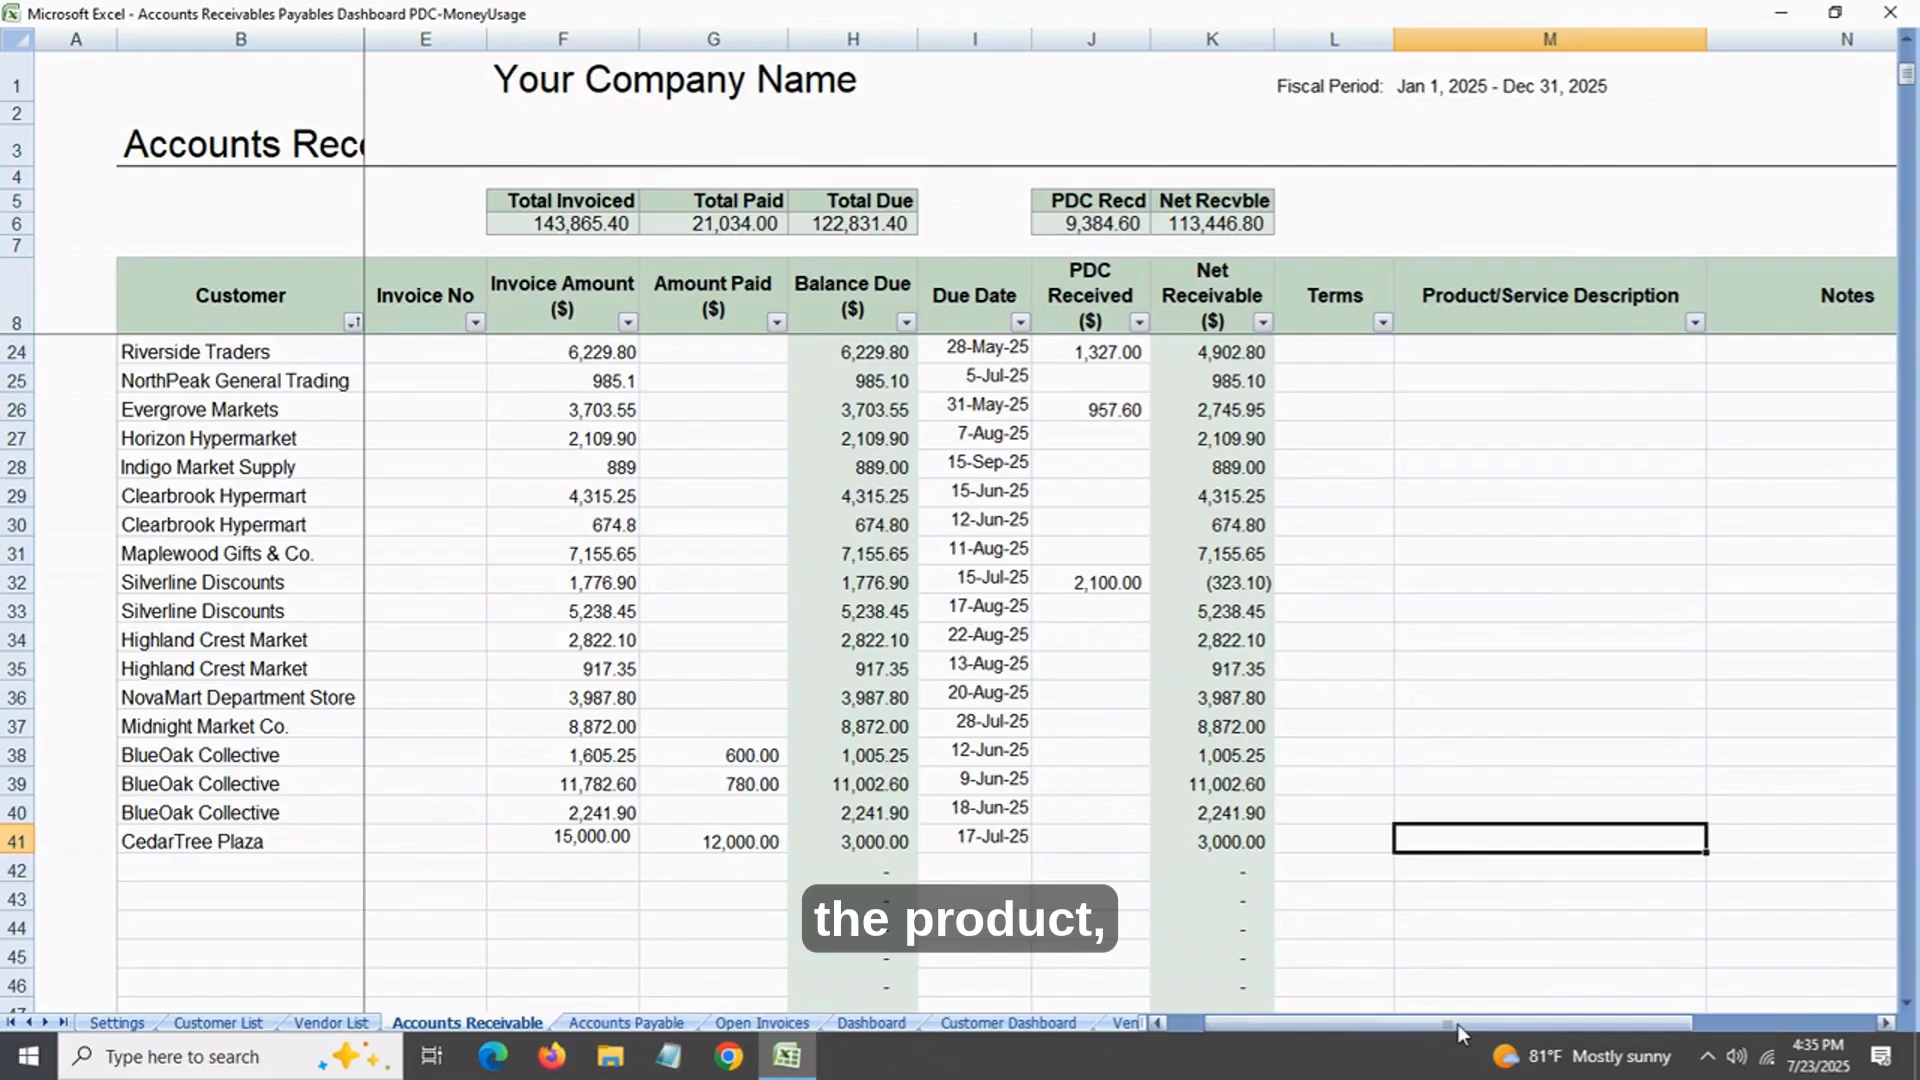 Microsoft Excel - Accounts Receivables Payables Dashboard PDC-MoneyUsage
A B E F G H I J K L M N
1 Your Company Name Fiscal Period: Jan 1, 2025 - Dec 31, 2025
2
3 Accounts Rec
4
5 Total Invoiced Total Paid Total Due PDC Recd Net Recvble
6 143,865.40 21,034.00 122,831.40 9,384.60 113,446.80
7
8 Customer Invoice No Invoice Amount ($) Amount Paid ($) Balance Due ($) Due Date PDC Received ($) Net Receivable ($) Terms Product/Service Description Notes
24 Riverside Traders 6,229.80 6,229.80 28-May-25 1,327.00 4,902.80
25 NorthPeak General Trading 985.1 985.10 5-Jul-25 985.10
26 Evergrove Markets 3,703.55 3,703.55 31-May-25 957.60 2,745.95
27 Horizon Hypermarket 2,109.90 2,109.90 7-Aug-25 2,109.90
28 Indigo Market Supply 889 889.00 15-Sep-25 889.00
29 Clearbrook Hypermart 4,315.25 4,315.25 15-Jun-25 4,315.25
30 Clearbrook Hypermart 674.8 674.80 12-Jun-25 674.80
31 Maplewood Gifts & Co. 7,155.65 7,155.65 11-Aug-25 7,155.65
32 Silverline Discounts 1,776.90 1,776.90 15-Jul-25 2,100.00 (323.10)
33 Silverline Discounts 5,238.45 5,238.45 17-Aug-25 5,238.45
34 Highland Crest Market 2,822.10 2,822.10 22-Aug-25 2,822.10
35 Highland Crest Market 917.35 917.35 13-Aug-25 917.35
36 NovaMart Department Store 3,987.80 3,987.80 20-Aug-25 3,987.80
37 Midnight Market Co. 8,872.00 8,872.00 28-Jul-25 8,872.00
38 BlueOak Collective 1,605.25 600.00 1,005.25 12-Jun-25 1,005.25
39 BlueOak Collective 11,782.60 780.00 11,002.60 9-Jun-25 11,002.60
40 BlueOak Collective 2,241.90 2,241.90 18-Jun-25 2,241.90
41 CedarTree Plaza 15,000.00 12,000.00 3,000.00 17-Jul-25 3,000.00
42 - -
43 - -
44 - -
45 - -
46 - -
the product,
Settings Customer List Vendor List Accounts Receivable Accounts Payable Open Invoices Dashboard Customer Dashboard Ven
Type here to search 81°F Mostly sunny 4:35 PM
7/23/2025